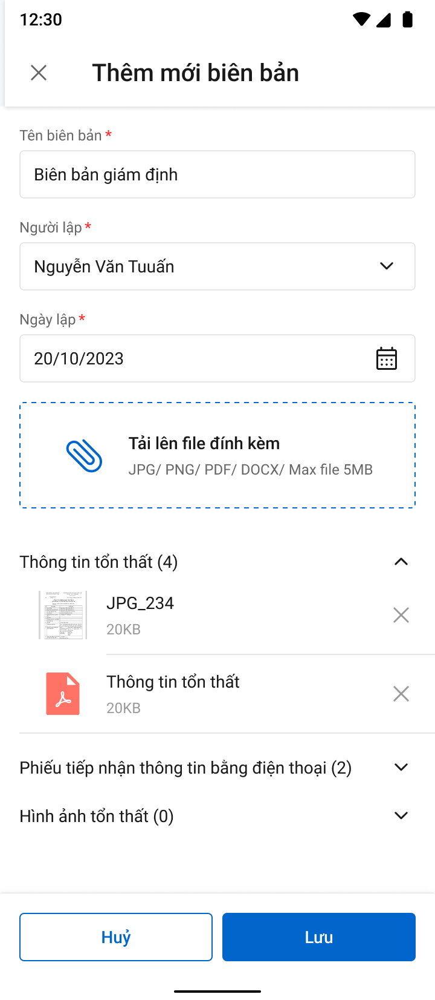 12:30
Thêm mới biên bản
Tên biên bản *
Biên bản giám định
Người lập *
Nguyễn Văn Tuuấn
Ngày lập *
20/10/2023
Tải lên file đính kèm
JPG/ PNG/ PDF/ DOCX/ Max file 5MB
Thông tin tổn thất (4)
JPG_234
20KB
Thông tin tổn thất
20KB
Phiếu tiếp nhận thông tin bằng điện thoại (2)
Hình ảnh tổn thất (0)
Huỷ
Lưu